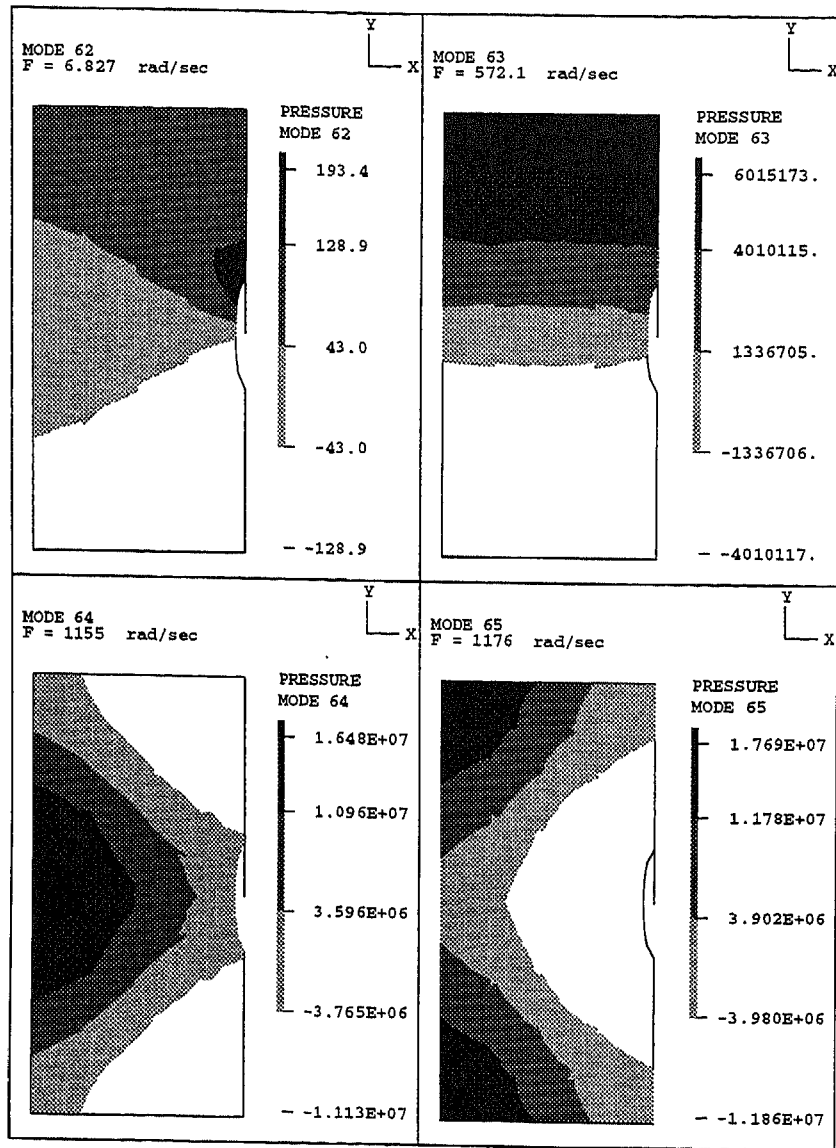 MODE 62
F = 6.827 rad/sec
Y
X
PRESSURE
MODE 62
193.4
128.9
43.0
-43.0
-128.9
MODE 63
F = 572.1 rad/sec
Y
X
PRESSURE
MODE 63
6015173.
4010115.
1336705.
-1336706.
-4010117.
MODE 64
F = 1155 rad/sec
Y
X
PRESSURE
MODE 64
1.648E+07
1.096E+07
3.596E+06
-3.765E+06
-1.113E+07
MODE 65
F = 1176 rad/sec
Y
X
PRESSURE
MODE 65
1.769E+07
1.178E+07
3.902E+06
-3.980E+06
-1.186E+07